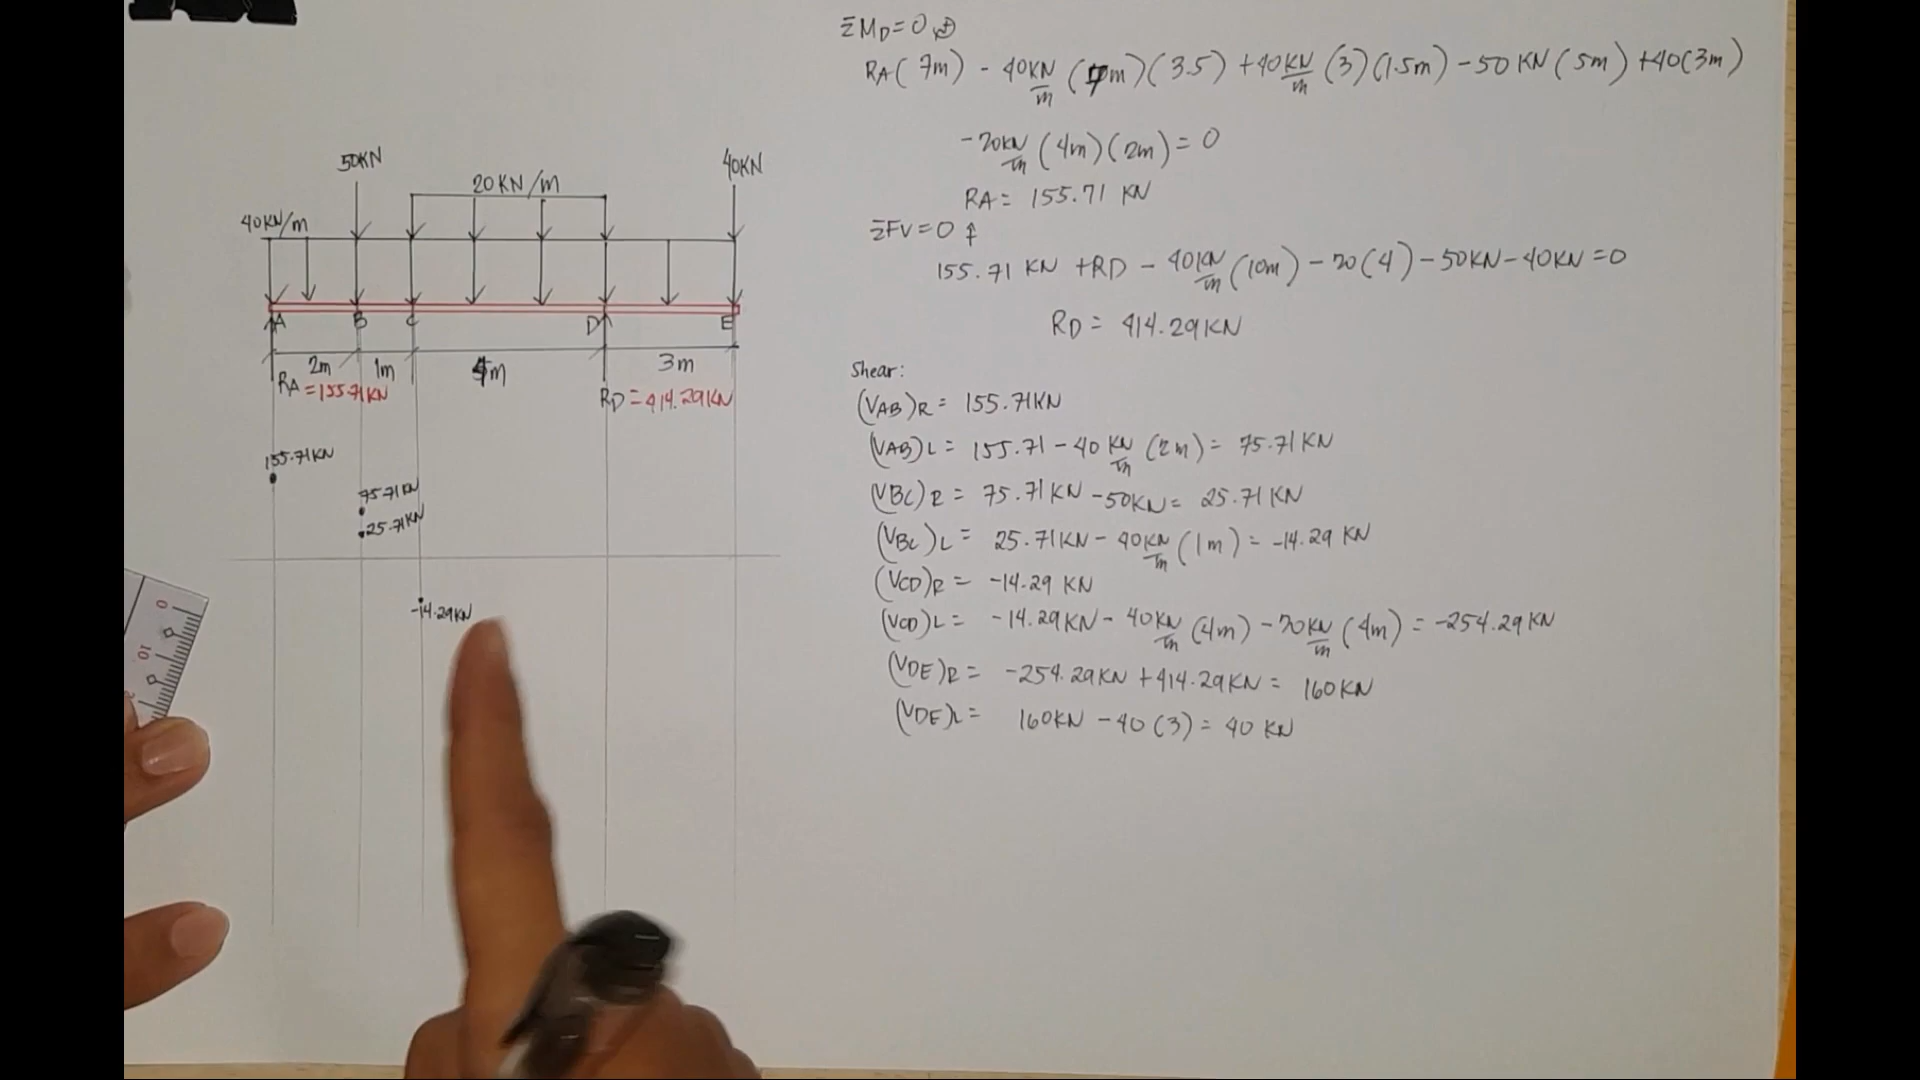 ΣMD=0
RA(7m) - 40KN/m (7m)(3.5) +40KN/m (3)(1.5m) -50 KN (5m) +40(3m)
-20KN/m (4m)(2m) = 0
RA = 155.71 KN
ΣFV=0
155.71 KN +RD - 40KN/m (10m) - 20(4) - 50KN - 40KN = 0
RD = 414.29KN
Shear:
(VAB)R = 155.71KN
(VAB)L = 155.71 - 40 KN/m (2m) = 75.71 KN
(VBC)R = 75.71 KN - 50KN = 25.71 KN
(VBC)L = 25.71KN - 40KN/m (1m) = -14.29 KN
(VCD)R = -14.29 KN
(VCD)L = -14.29KN - 40KN/m (4m) - 20KN/m (4m) = -254.29KN
(VDE)R = -254.29KN +414.29KN = 160KN
(VDE)L = 160KN - 40(3) = 40 KN
50KN
40KN
20KN/m
40KN/m
A B C D E
2m 1m 4m 3m
RA =155.71KN
RD =414.29KN
155.71KN
75.71KN
25.71KN
-14.29KN
0
10